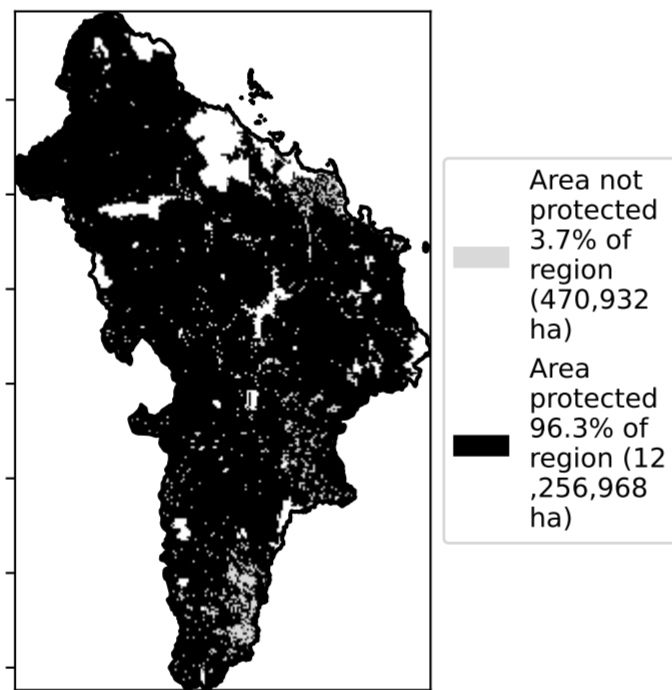 Area not
protected
3.7% of
region
(470,932
ha)
Area
protected
96.3% of
region (12
,256,968
ha)